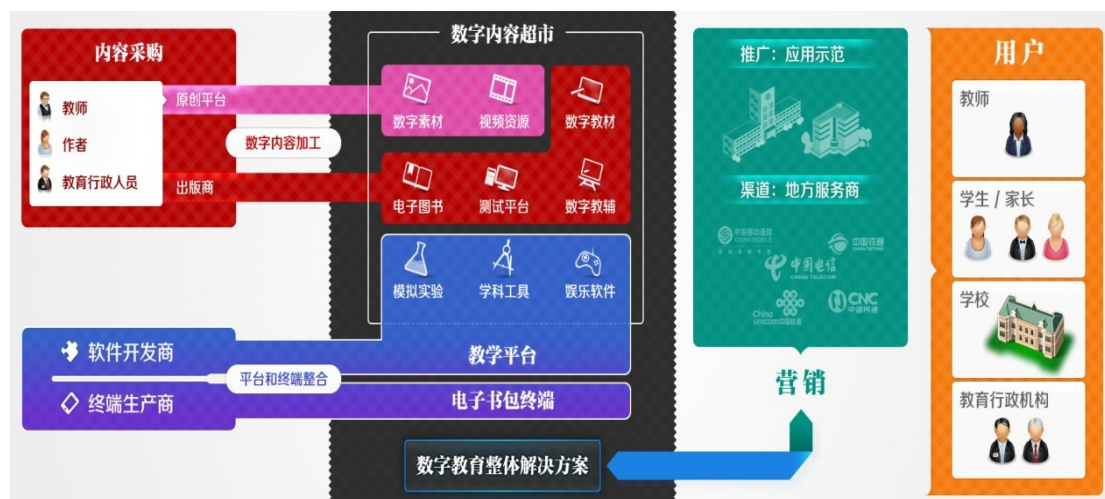 内容采购
教师
作者
教育行政人员
原创平台
数字内容加工
出版商
软件开发商
平台和终端整合
终端生产商
数字内容超市
数字素材
视频资源
数字教材
电子图书
测试平台
数字教辅
模拟实验
学科工具
娱乐软件
教学平台
电子书包终端
数字教育整体解决方案
推广：应用示范
渠道：地方服务商
中国移动通信
CHINA MOBILE
中国铁通
中国电信
CHINA TELECOM
China
unicom中国联通
CNC
中国网通
营销
用户
教师
学生 / 家长
学校
教育行政机构